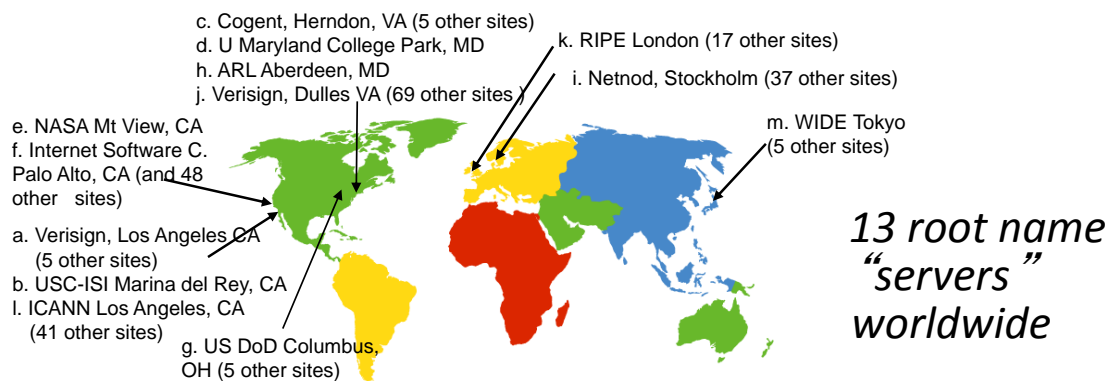 c. Cogent, Herndon, VA (5 other sites)
d. U Maryland College Park, MD
h. ARL Aberdeen, MD
j. Verisign, Dulles VA (69 other sites )
k. RIPE London (17 other sites)
i. Netnod, Stockholm (37 other sites)
m. WIDE Tokyo
(5 other sites)
e. NASA Mt View, CA
f. Internet Software C.
Palo Alto, CA (and 48
other sites)
a. Verisign, Los Angeles CA
(5 other sites)
b. USC-ISI Marina del Rey, CA
l. ICANN Los Angeles, CA
(41 other sites)
g. US DoD Columbus,
OH (5 other sites)
13 root name
“servers”
worldwide